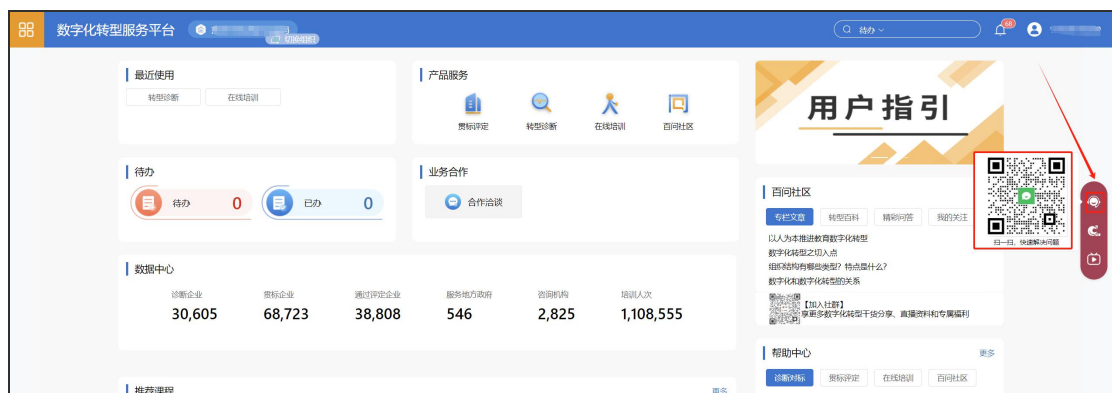 数字化转型服务平台
切换组织
待办
68
最近使用
转型诊断 在线培训
产品服务
贯标评定 转型诊断 在线培训 百问社区
用户指引
待办
待办 0 已办 0
业务合作
合作洽谈
百问社区
专栏文章 转型百科 精彩问答 我的关注
以人为本推进教育数字化转型
数字化转型之切入点
组织结构有哪些类型？特点是什么？
数字化和数字化转型的关系
【加入社群】
享更多数字化转型干货分享、直播资料和专属福利
扫一扫，快速解决问题
数据中心
诊断企业 贯标企业 通过评定企业 服务地方政府 咨询机构 培训人次
30,605 68,723 38,808 546 2,825 1,108,555
帮助中心 更多
诊断对标 贯标评定 在线培训 百问社区
推荐课程 更多